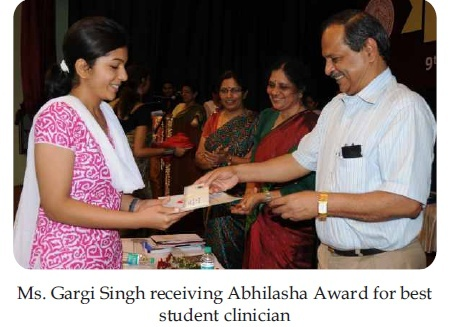 Ms. Gargi Singh receiving Abhilasha Award for best
student clinician